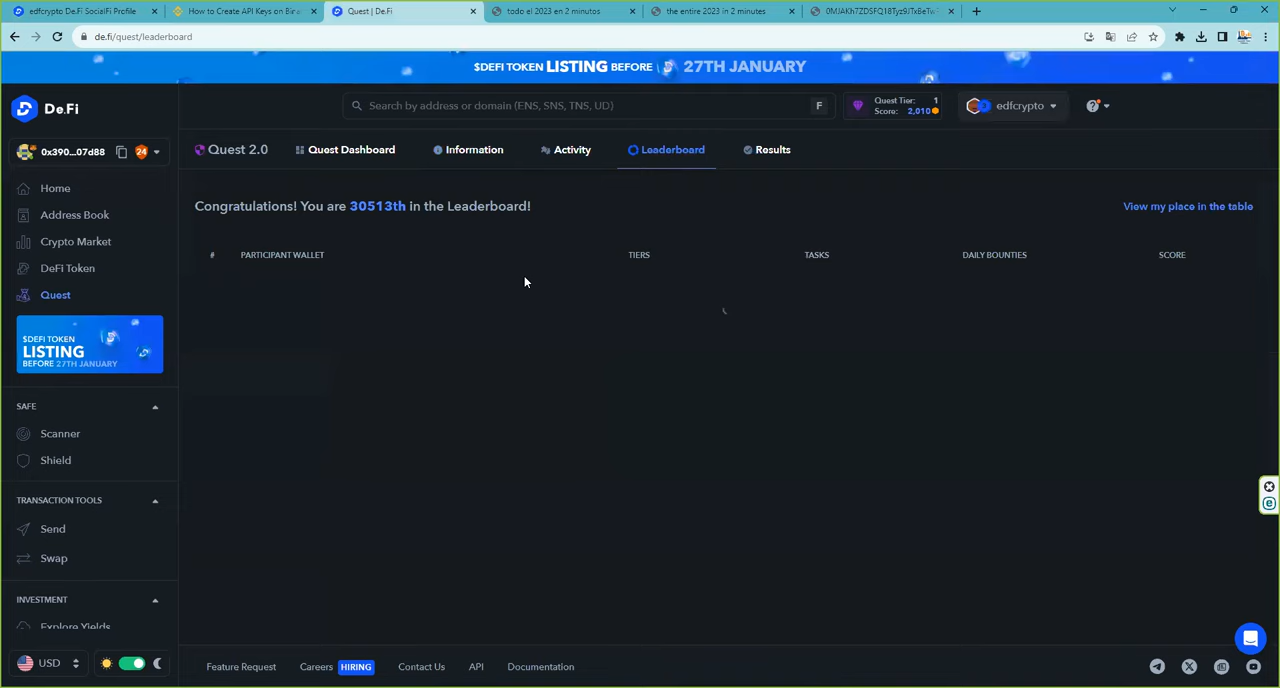 edfcrypto De.Fi SocialFi Profile
How to Create API Keys on Bin
Quest | De.Fi
todo el 2023 en 2 minutos
the entire 2023 in 2 minutes
de.fi/quest/leaderboard
$DEFI TOKEN LISTING BEFORE 27TH JANUARY
De.Fi
Search by address or domain (ENS, SNS, TNS, UD)
F
Quest Tier: 1
Score: 2,010
3
edfcrypto
?
0x390...07d88
24
Quest 2.0
Quest Dashboard
Information
Activity
Leaderboard
Results
Home
Address Book
Crypto Market
DeFi Token
Quest
Congratulations! You are 30513th in the Leaderboard!
View my place in the table
#
PARTICIPANT WALLET
TIERS
TASKS
DAILY BOUNTIES
SCORE
$DEFI TOKEN
LISTING
BEFORE 27TH JANUARY
SAFE
Scanner
Shield
TRANSACTION TOOLS
Send
Swap
INVESTMENT
Explore Yields
USD
Feature Request
Careers
HIRING
Contact Us
API
Documentation